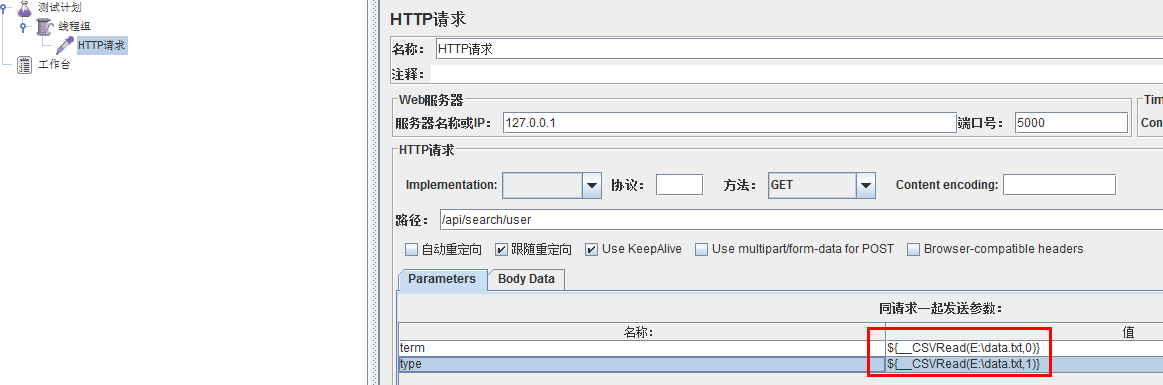 测试计划
线程组
HTTP请求
工作台
HTTP请求
名称： HTTP请求
注释：
Web服务器
Tim
服务器名称或IP： 127.0.0.1 端口号： 5000
Con
HTTP请求
Implementation: 协议： 方法： GET Content encoding:
路径： /api/search/user
自动重定向 跟随重定向 Use KeepAlive Use multipart/form-data for POST Browser-compatible headers
Parameters Body Data
同请求一起发送参数：
名称： 值
term ${__CSVRead(E:\data.txt,0)}
type ${__CSVRead(E:\data.txt,1)}